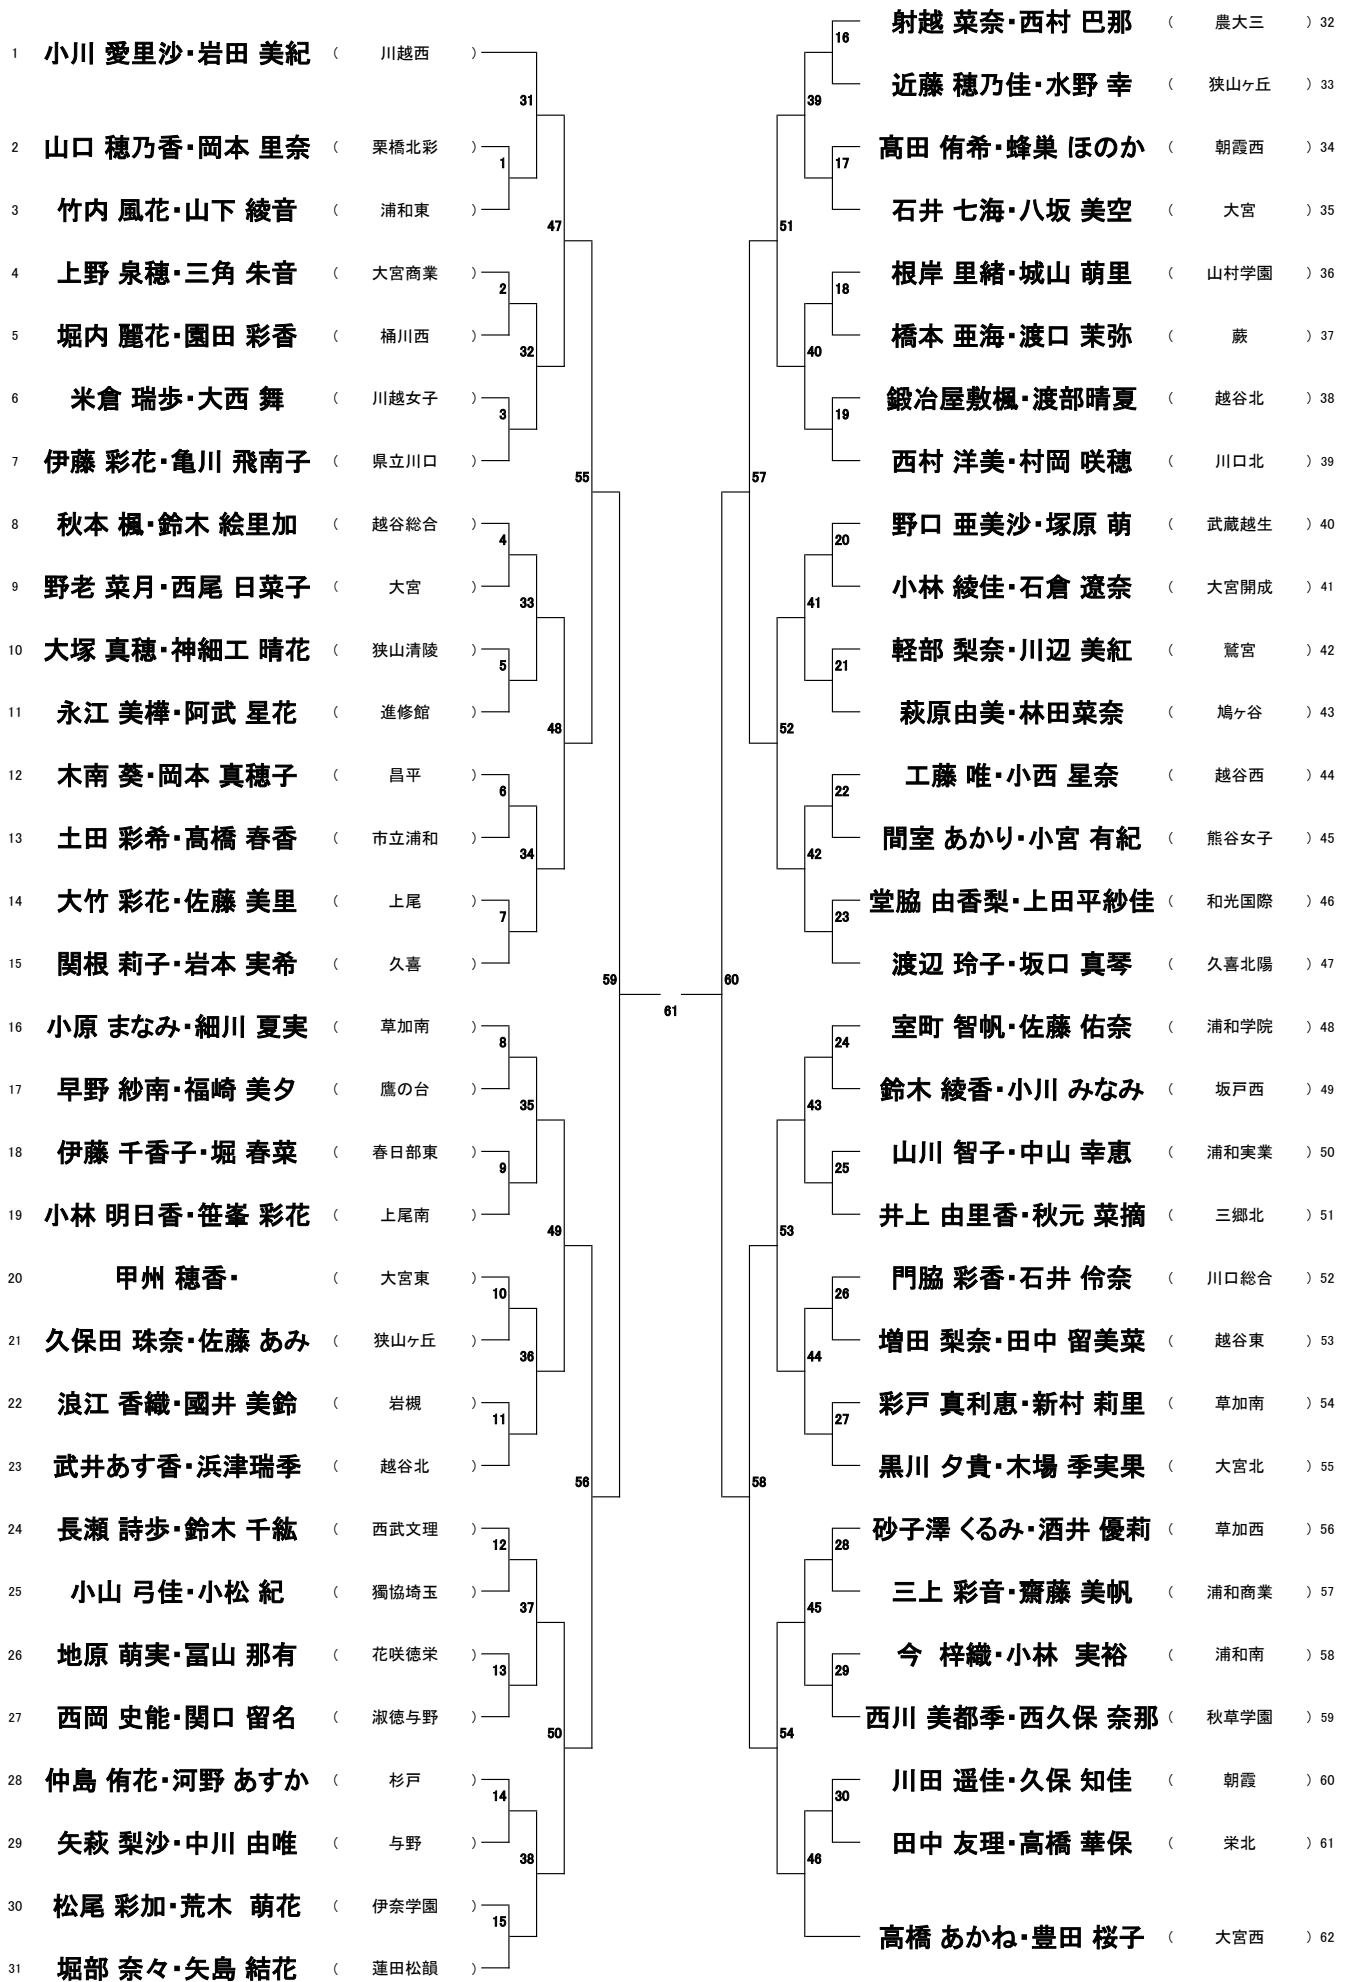 1 小川 愛里沙・岩田 美紀 ( 川越西 )
2 山口 穂乃香・岡本 里奈 ( 栗橋北彩 )
3 竹内 風花・山下 綾音 ( 浦和東 )
4 上野 泉穂・三角 朱音 ( 大宮商業 )
5 堀内 麗花・園田 彩香 ( 桶川西 )
6 米倉 瑞歩・大西 舞 ( 川越女子 )
7 伊藤 彩花・亀川 飛南子 ( 県立川口 )
8 秋本 楓・鈴木 絵里加 ( 越谷総合 )
9 野老 菜月・西尾 日菜子 ( 大宮 )
10 大塚 真穂・神細工 晴花 ( 狭山清陵 )
11 永江 美樺・阿武 星花 ( 進修館 )
12 木南 葵・岡本 真穂子 ( 昌平 )
13 土田 彩希・髙橋 春香 ( 市立浦和 )
14 大竹 彩花・佐藤 美里 ( 上尾 )
15 関根 莉子・岩本 実希 ( 久喜 )
16 小原 まなみ・細川 夏実 ( 草加南 )
17 早野 紗南・福崎 美夕 ( 鷹の台 )
18 伊藤 千香子・堀 春菜 ( 春日部東 )
19 小林 明日香・笹峯 彩花 ( 上尾南 )
20 甲州 穂香・ ( 大宮東 )
21 久保田 珠奈・佐藤 あみ ( 狭山ヶ丘 )
22 浪江 香織・國井 美鈴 ( 岩槻 )
23 武井あす香・浜津瑞季 ( 越谷北 )
24 長瀬 詩歩・鈴木 千紘 ( 西武文理 )
25 小山 弓佳・小松 紀 ( 獨協埼玉 )
26 地原 萌実・冨山 那有 ( 花咲徳栄 )
27 西岡 史能・関口 留名 ( 淑徳与野 )
28 仲島 侑花・河野 あすか ( 杉戸 )
29 矢萩 梨沙・中川 由唯 ( 与野 )
30 松尾 彩加・荒木 萌花 ( 伊奈学園 )
31 堀部 奈々・矢島 結花 ( 蓮田松韻 )
1
2
3
4
5
6
7
8
9
10
11
12
13
14
15
31
32
33
34
35
36
37
38
47
48
49
50
55
56
59
61
60
57
58
51
52
53
54
39
40
41
42
43
44
45
46
16
17
18
19
20
21
22
23
24
25
26
27
28
29
30
射越 菜奈・西村 巴那 ( 農大三 ) 32
近藤 穂乃佳・水野 幸 ( 狭山ヶ丘 ) 33
髙田 侑希・蜂巣 ほのか ( 朝霞西 ) 34
石井 七海・八坂 美空 ( 大宮 ) 35
根岸 里緒・城山 萌里 ( 山村学園 ) 36
橋本 亜海・渡口 茉弥 ( 蕨 ) 37
鍛冶屋敷楓・渡部晴夏 ( 越谷北 ) 38
西村 洋美・村岡 咲穂 ( 川口北 ) 39
野口 亜美沙・塚原 萌 ( 武蔵越生 ) 40
小林 綾佳・石倉 遼奈 ( 大宮開成 ) 41
軽部 梨奈・川辺 美紅 ( 鷲宮 ) 42
萩原由美・林田菜奈 ( 鳩ヶ谷 ) 43
工藤 唯・小西 星奈 ( 越谷西 ) 44
間室 あかり・小宮 有紀 ( 熊谷女子 ) 45
堂脇 由香梨・上田平紗佳 ( 和光国際 ) 46
渡辺 玲子・坂口 真琴 ( 久喜北陽 ) 47
室町 智帆・佐藤 佑奈 ( 浦和学院 ) 48
鈴木 綾香・小川 みなみ ( 坂戸西 ) 49
山川 智子・中山 幸恵 ( 浦和実業 ) 50
井上 由里香・秋元 菜摘 ( 三郷北 ) 51
門脇 彩香・石井 伶奈 ( 川口総合 ) 52
増田 梨奈・田中 留美菜 ( 越谷東 ) 53
彩戸 真利恵・新村 莉里 ( 草加南 ) 54
黒川 夕貴・木場 季実果 ( 大宮北 ) 55
砂子澤 くるみ・酒井 優莉 ( 草加西 ) 56
三上 彩音・齋藤 美帆 ( 浦和商業 ) 57
今 梓織・小林 実裕 ( 浦和南 ) 58
西川 美都季・西久保 奈那 ( 秋草学園 ) 59
川田 遥佳・久保 知佳 ( 朝霞 ) 60
田中 友理・高橋 華保 ( 栄北 ) 61
高橋 あかね・豊田 桜子 ( 大宮西 ) 62